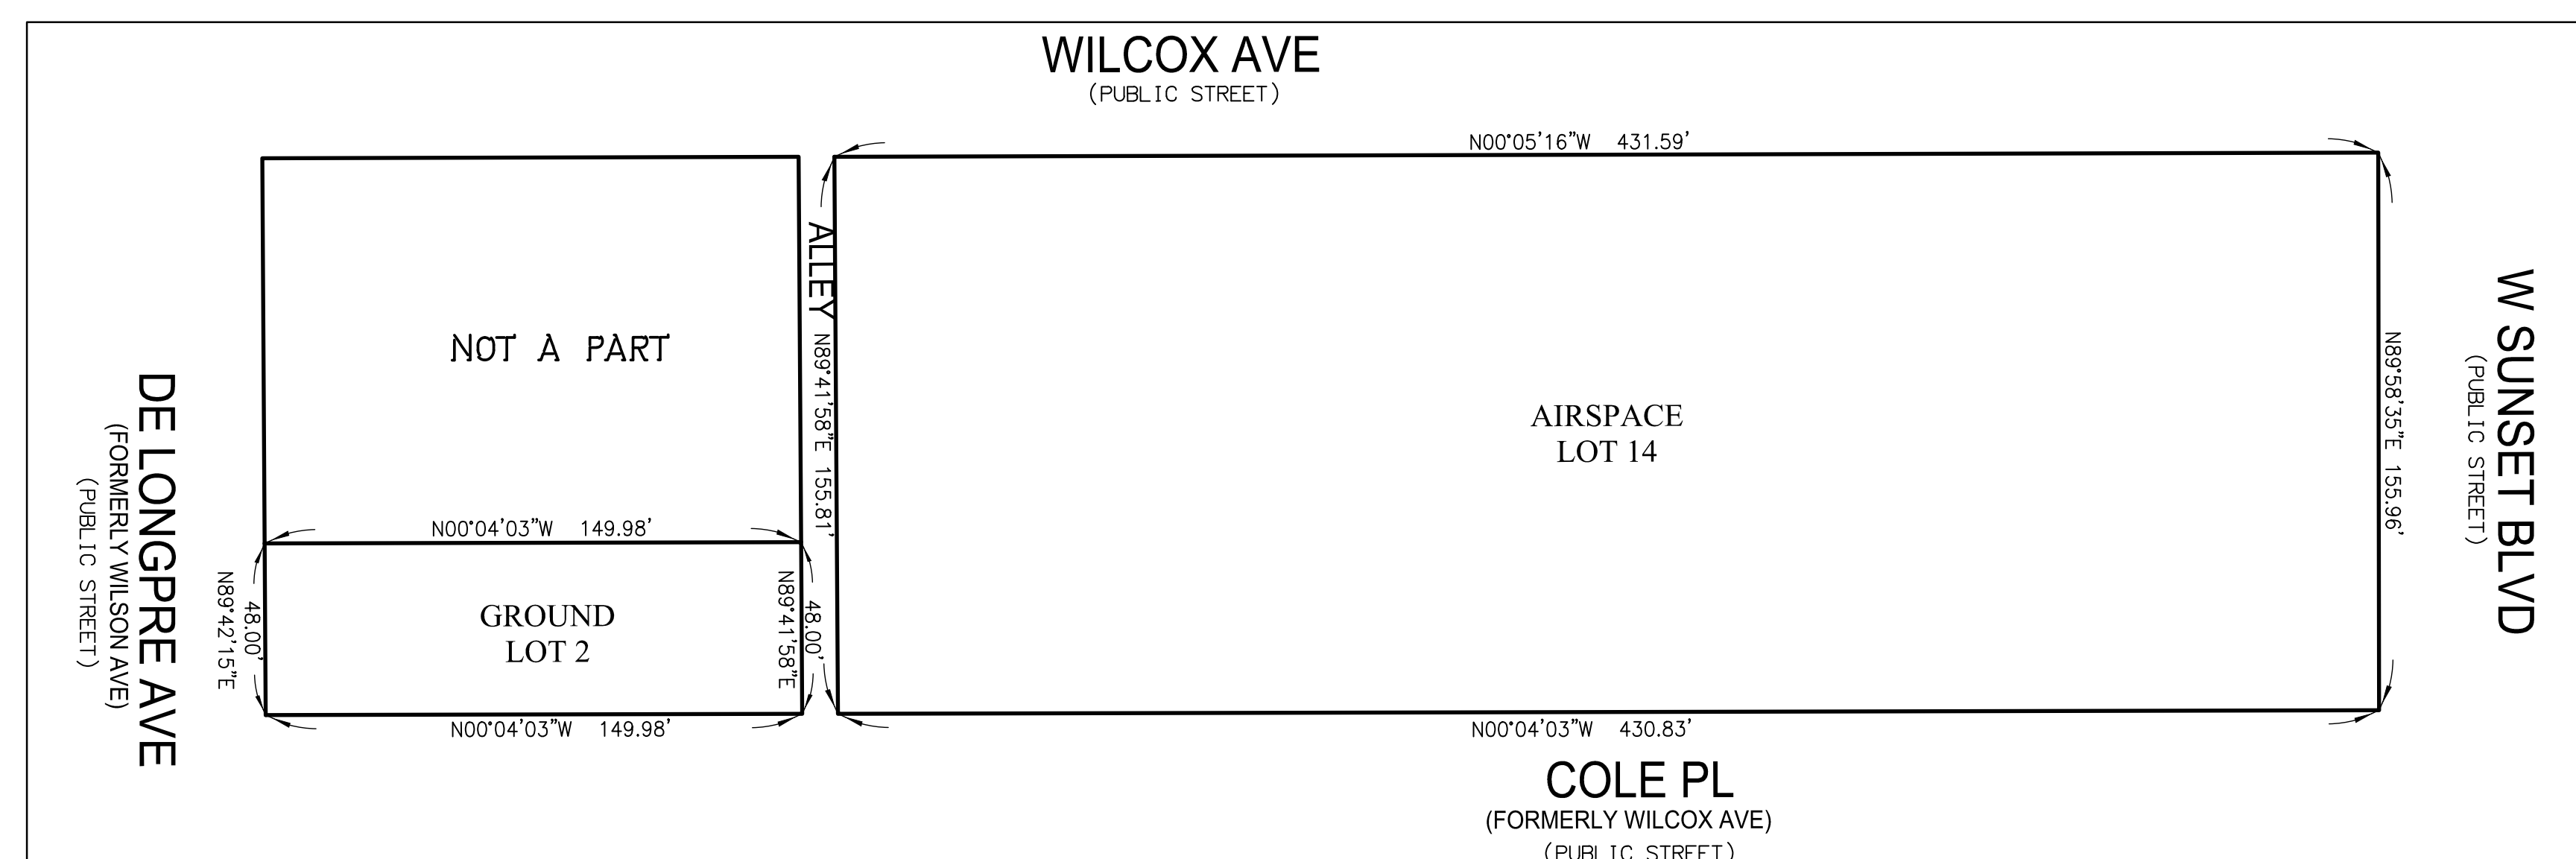 WILCOX AVE
(PUBLIC STREET)
N00°05'16"W 431.59'
ALLEY
N89°41'58"E 155.81'
NOT A PART
AIRSPACE
LOT 14
N89°58'35"E 155.96'
W SUNSET BLVD
(PUBLIC STREET)
DE LONGPRE AVE
(FORMERLY WILSON AVE)
(PUBLIC STREET)
N00°04'03"W 149.98'
N89°42'15"E
48.00'
GROUND
LOT 2
N89°41'58"E
48.00'
N00°04'03"W 149.98'
N00°04'03"W 430.83'
COLE PL
(FORMERLY WILCOX AVE)
(PUBLIC STREET)